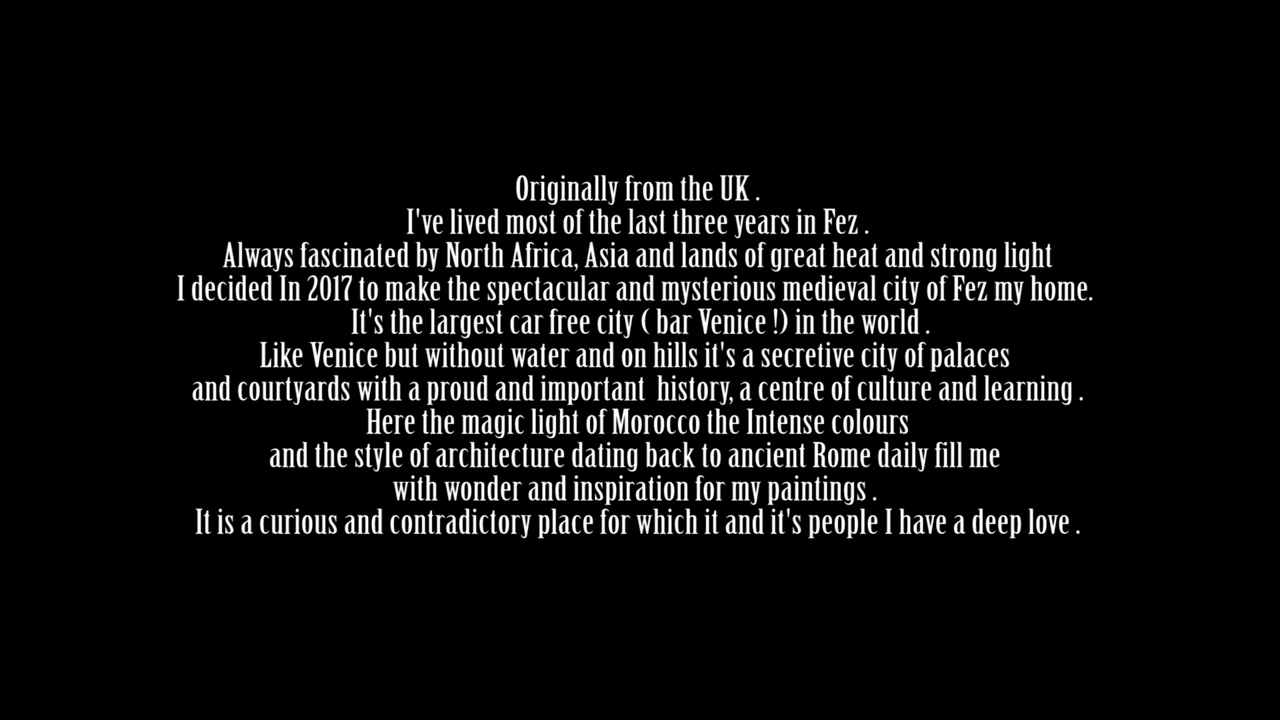 Originally from the UK .
I've lived most of the last three years in Fez .
Always fascinated by North Africa, Asia and lands of great heat and strong light
I decided In 2017 to make the spectacular and mysterious medieval city of Fez my home.
It's the largest car free city ( bar Venice !) in the world .
Like Venice but without water and on hills it's a secretive city of palaces
and courtyards with a proud and important  history, a centre of culture and learning .
Here the magic light of Morocco the Intense colours
and the style of architecture dating back to ancient Rome daily fill me
with wonder and inspiration for my paintings .
It is a curious and contradictory place for which it and it's people I have a deep love .